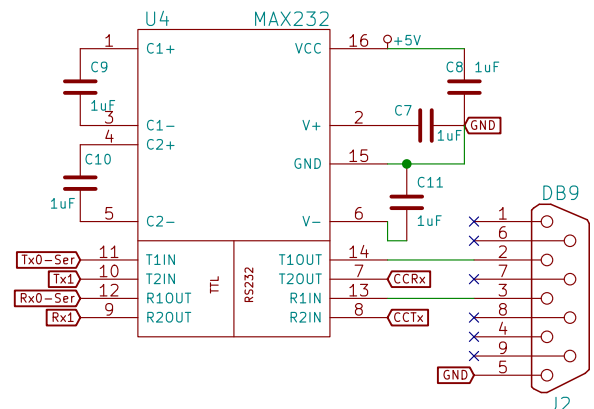 U4
MAX232
1
C1+
VCC
16
+5V
C9
1uF
C8
1uF
3
C1-
V+
2
C7
1uF
GND
4
C2+
C10
1uF
GND
15
C11
1uF
5
C2-
V-
6
DB9
1
6
Tx0-Ser
11
T1IN
T1OUT
14
2
Tx1
10
T2IN
TTL
RS232
T2OUT
7
CCRx
7
Rx0-Ser
12
R1OUT
R1IN
13
3
Rx1
9
R2OUT
R2IN
8
CCTx
8
4
9
GND
5
J2